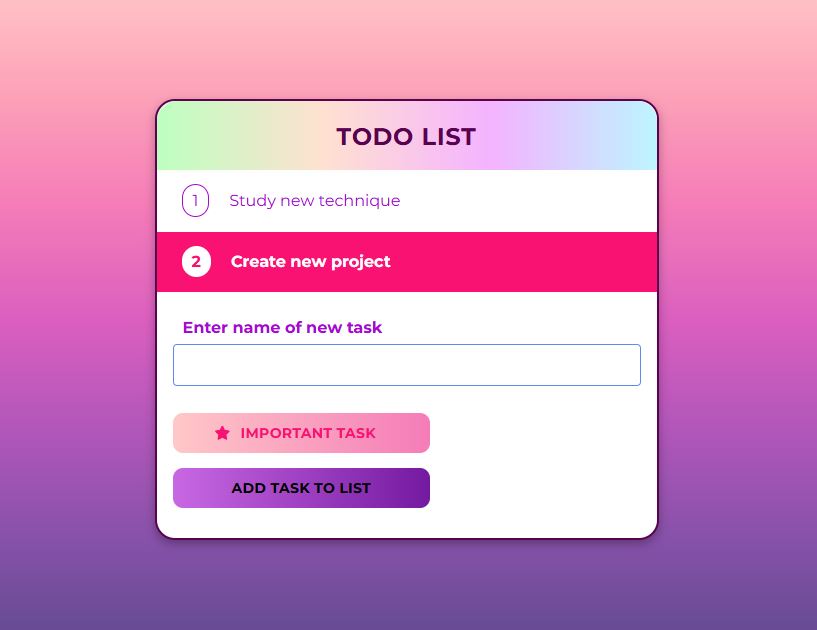 TODO LIST
1 Study new technique
2 Create new project
Enter name of new task
IMPORTANT TASK
ADD TASK TO LIST